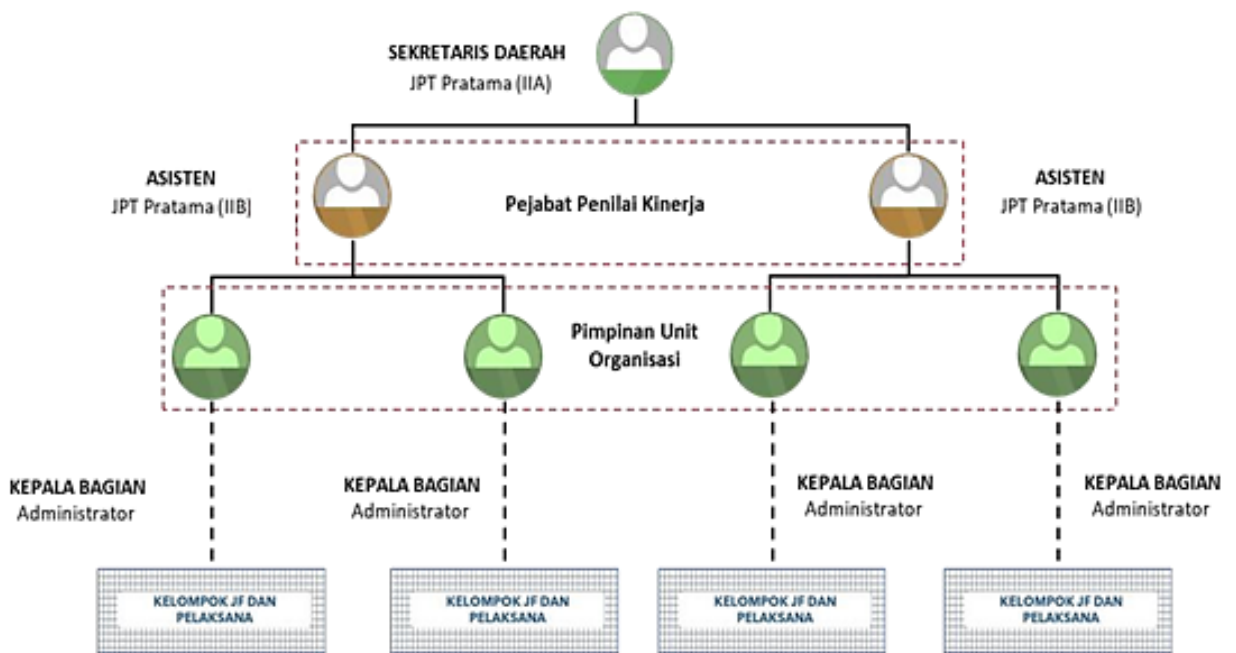 SEKRETARIS DAERAH
JPT Pratama (IIA)
ASISTEN
JPT Pratama (IIB)
Pejabat Penilai Kinerja
ASISTEN
JPT Pratama (IIB)
Pimpinan Unit
Organisasi
KEPALA BAGIAN
Administrator
KEPALA BAGIAN
Administrator
KEPALA BAGIAN
Administrator
KEPALA BAGIAN
Administrator
KELOMPOK JF DAN
PELAKSANA
KELOMPOK JF DAN
PELAKSANA
KELOMPOK JF DAN
PELAKSANA
KELOMPOK JF DAN
PELAKSANA